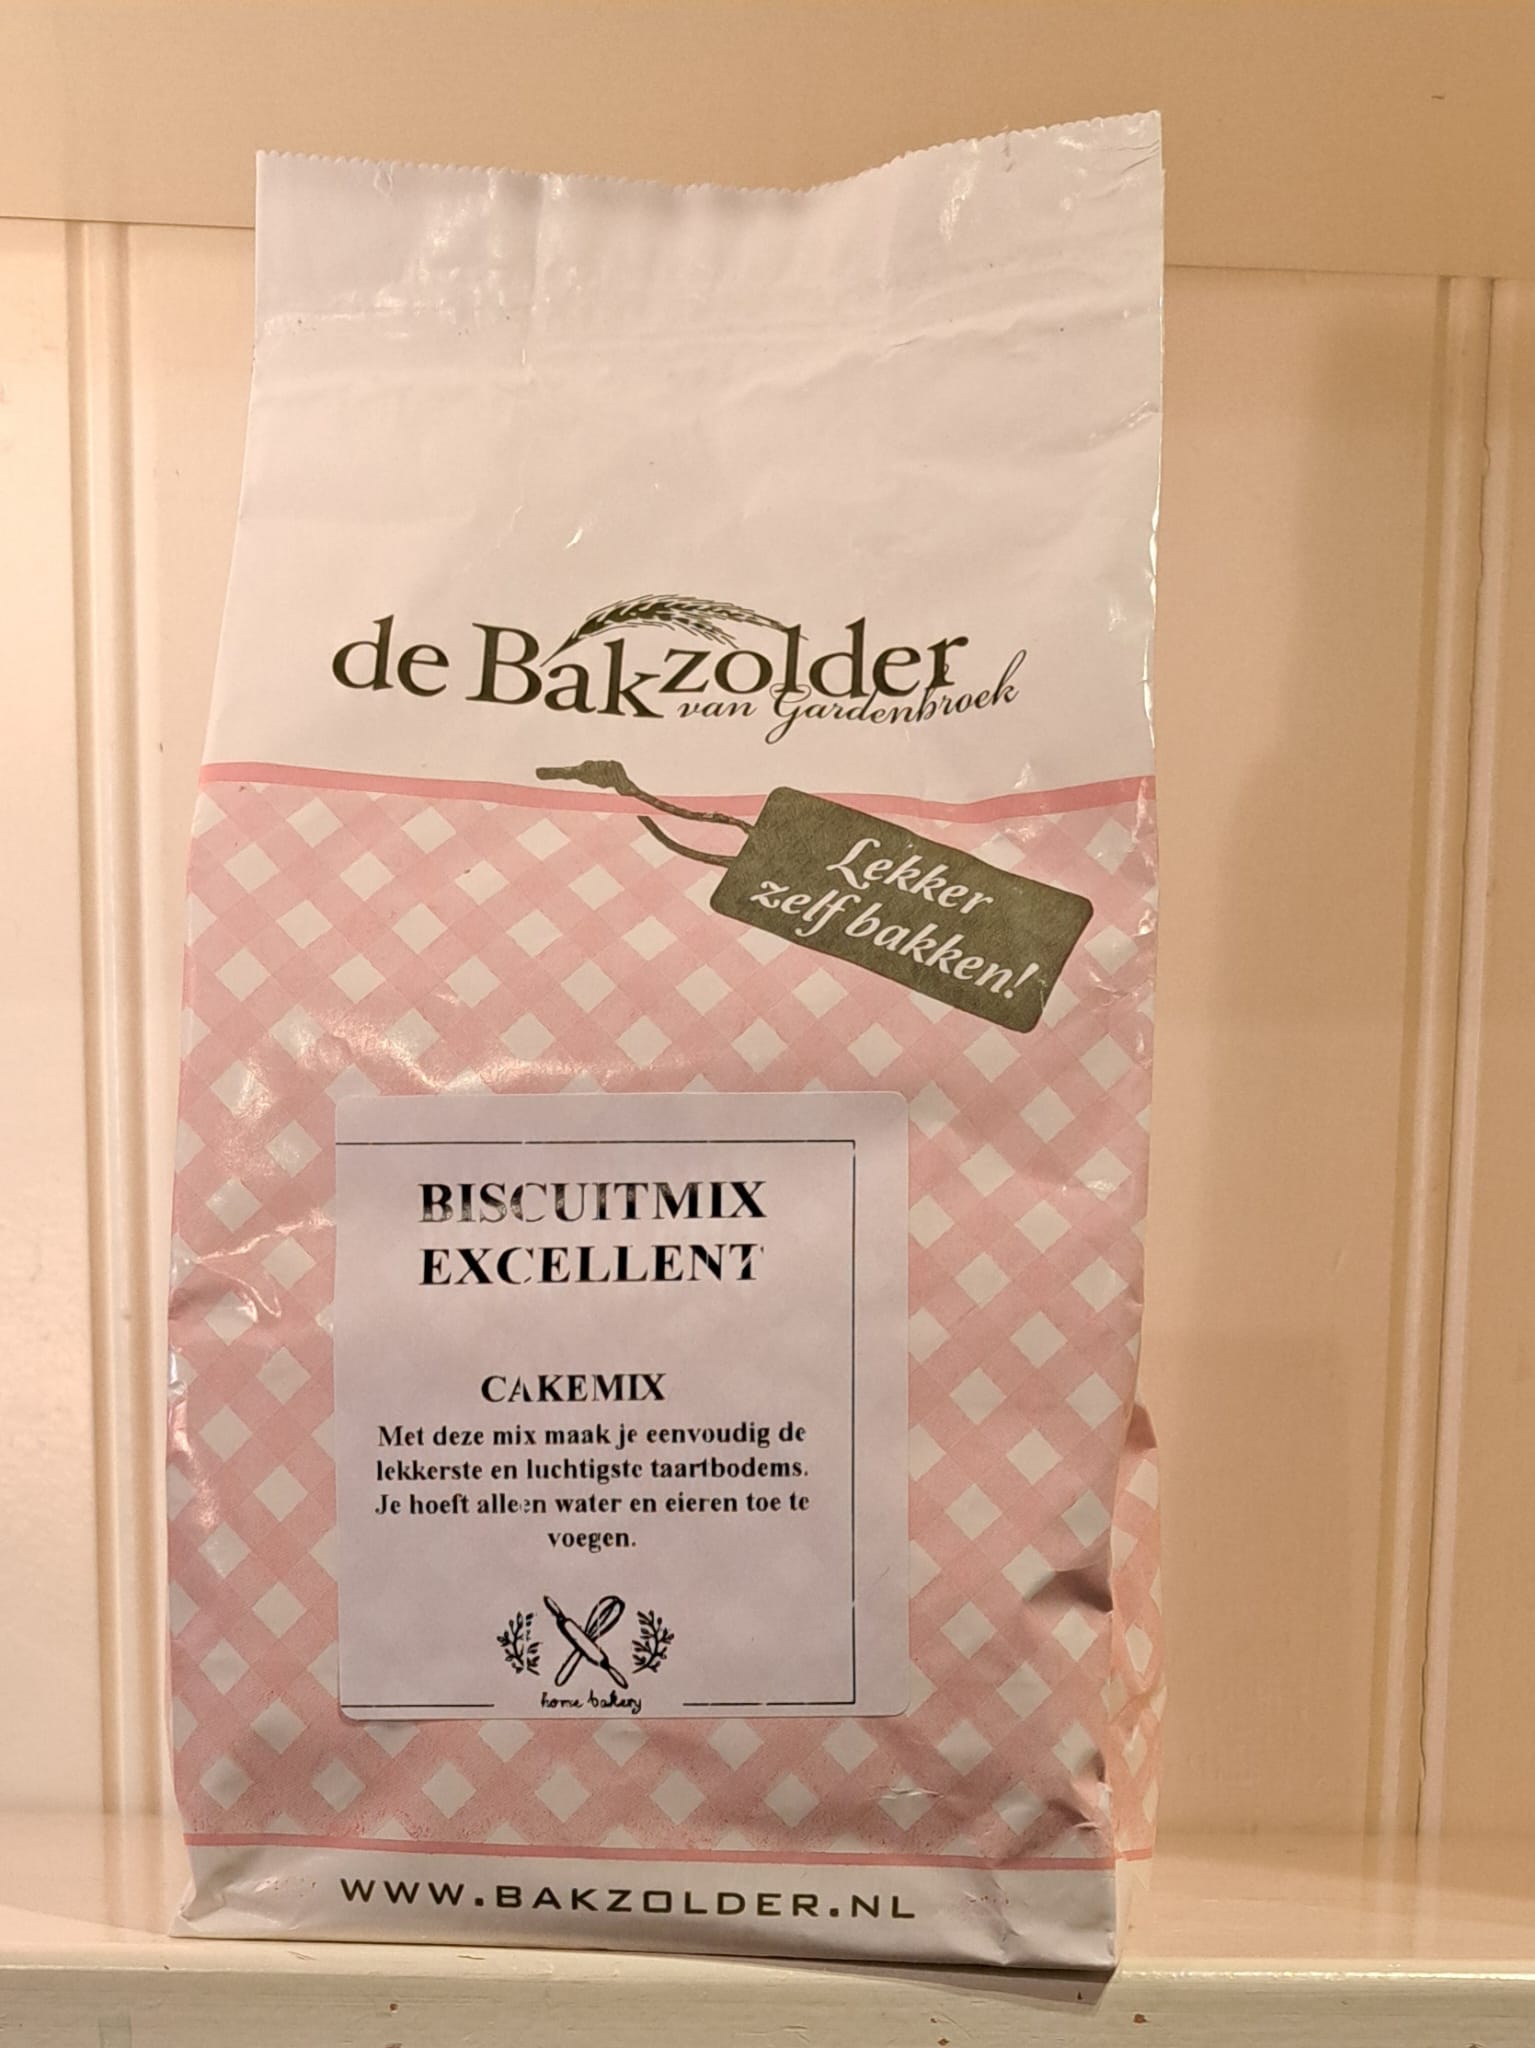 de Bakzolder
van Gardenbroek
Lekker
zelf bakken!
BISCUITMIX
EXCELLENT
CAKEMIX
Met deze mix maak je eenvoudig de
lekkerste en luchtigste taartbodems.
Je hoeft alleen water en eieren toe te
voegen.
home bakery
WWW.BAKZOLDER.NL